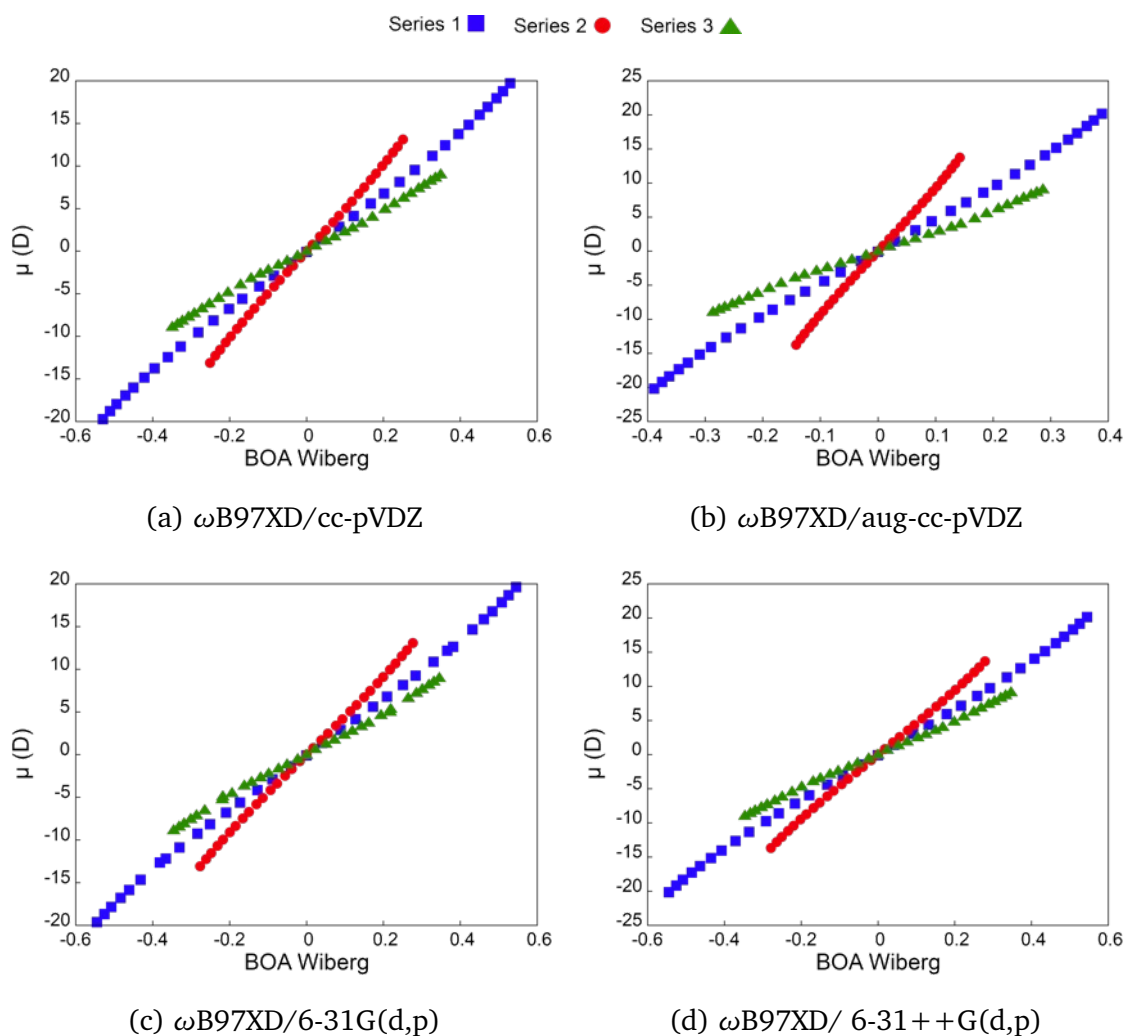 Series 1 Series 2 Series 3
20
15
10
5
0
-5
-10
-15
-20
μ (D)
-0.6 -0.4 -0.2 0 0.2 0.4 0.6
BOA Wiberg
(a) ωB97XD/cc-pVDZ
25
20
15
10
5
0
-5
-10
-15
-20
-25
μ (D)
-0.4 -0.3 -0.2 -0.1 0 0.1 0.2 0.3 0.4
BOA Wiberg
(b) ωB97XD/aug-cc-pVDZ
20
15
10
5
0
-5
-10
-15
-20
μ (D)
-0.6 -0.4 -0.2 0 0.2 0.4 0.6
BOA Wiberg
(c) ωB97XD/6-31G(d,p)
25
20
15
10
5
0
-5
-10
-15
-20
-25
μ (D)
-0.6 -0.4 -0.2 0 0.2 0.4 0.6
BOA Wiberg
(d) ωB97XD/ 6-31++G(d,p)